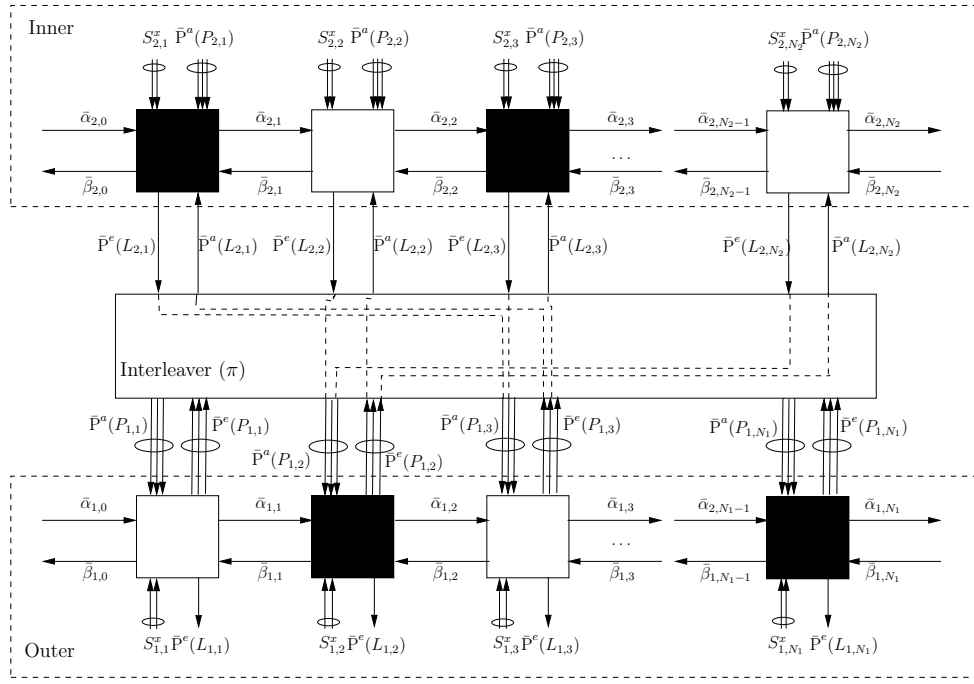 Inner
S^x_{2,1} P̄^a(P_{2,1}) S^x_{2,2} P̄^a(P_{2,2}) S^x_{2,3} P̄^a(P_{2,3}) S^x_{2,N_2} P̄^a(P_{2,N_2})
ᾱ_{2,0} ᾱ_{2,1} ᾱ_{2,2} ᾱ_{2,3} ᾱ_{2,N_2−1} ᾱ_{2,N_2}
...
β̄_{2,0} β̄_{2,1} β̄_{2,2} β̄_{2,3} β̄_{2,N_2−1} β̄_{2,N_2}
P̄^e(L_{2,1}) P̄^a(L_{2,1}) P̄^e(L_{2,2}) P̄^a(L_{2,2}) P̄^e(L_{2,3}) P̄^a(L_{2,3}) P̄^e(L_{2,N_2}) P̄^a(L_{2,N_2})
Interleaver (π)
P̄^a(P_{1,1}) P̄^e(P_{1,1}) P̄^a(P_{1,2}) P̄^e(P_{1,2}) P̄^a(P_{1,3}) P̄^e(P_{1,3}) P̄^a(P_{1,N_1}) P̄^e(P_{1,N_1})
ᾱ_{1,0} ᾱ_{1,1} ᾱ_{1,2} ᾱ_{1,3} ᾱ_{2,N_1−1} ᾱ_{1,N_1}
...
β̄_{1,0} β̄_{1,1} β̄_{1,2} β̄_{1,3} β̄_{1,N_1−1} β̄_{1,N_1}
S^x_{1,1} P̄^e(L_{1,1}) S^x_{1,2} P̄^e(L_{1,2}) S^x_{1,3} P̄^e(L_{1,3}) S^x_{1,N_1} P̄^e(L_{1,N_1})
Outer